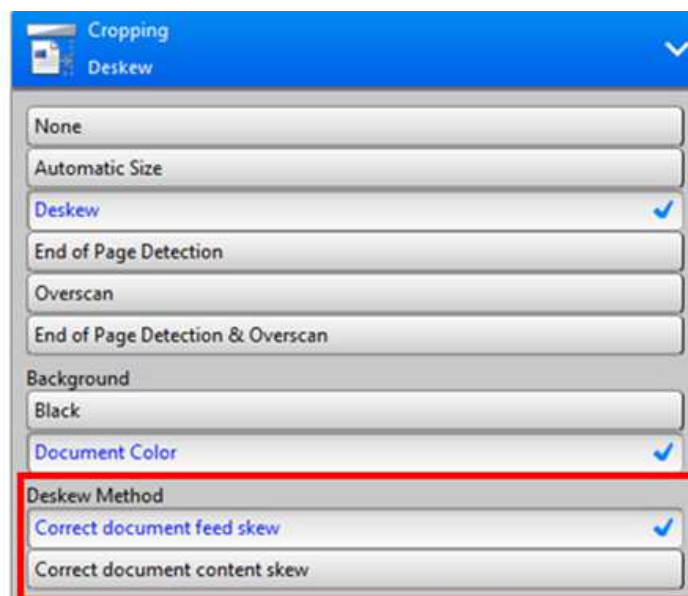 Cropping
Deskew
None
Automatic Size
Deskew
End of Page Detection
Overscan
End of Page Detection & Overscan
Background
Black
Document Color
Deskew Method
Correct document feed skew
Correct document content skew